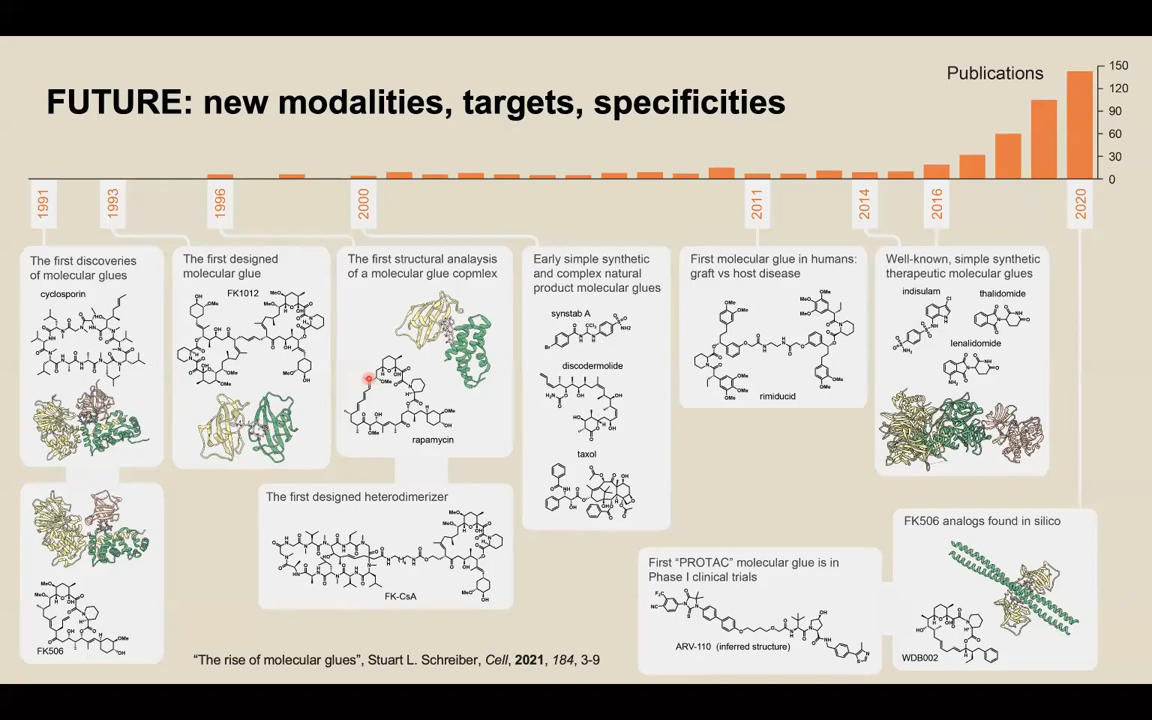 FUTURE: new modalities, targets, specificities
Publications
150
120
90
60
30
0
1991
1993
1996
2000
2011
2014
2016
2020
The first discoveries
of molecular glues
cyclosporin
FK506
The first designed
molecular glue
FK1012
The first structural analaysis
of a molecular glue copmlex
rapamycin
The first designed heterodimerizer
FK-CsA
Early simple synthetic
and complex natural
product molecular glues
synstab A
discodermolide
taxol
First molecular glue in humans:
graft vs host disease
rimiducid
Well-known, simple synthetic
therapeutic molecular glues
indisulam
thalidomide
lenalidomide
First “PROTAC” molecular glue is in
Phase I clinical trials
ARV-110 (inferred structure)
FK506 analogs found in silico
WDB002
“The rise of molecular glues”, Stuart L. Schreiber, Cell, 2021, 184, 3-9